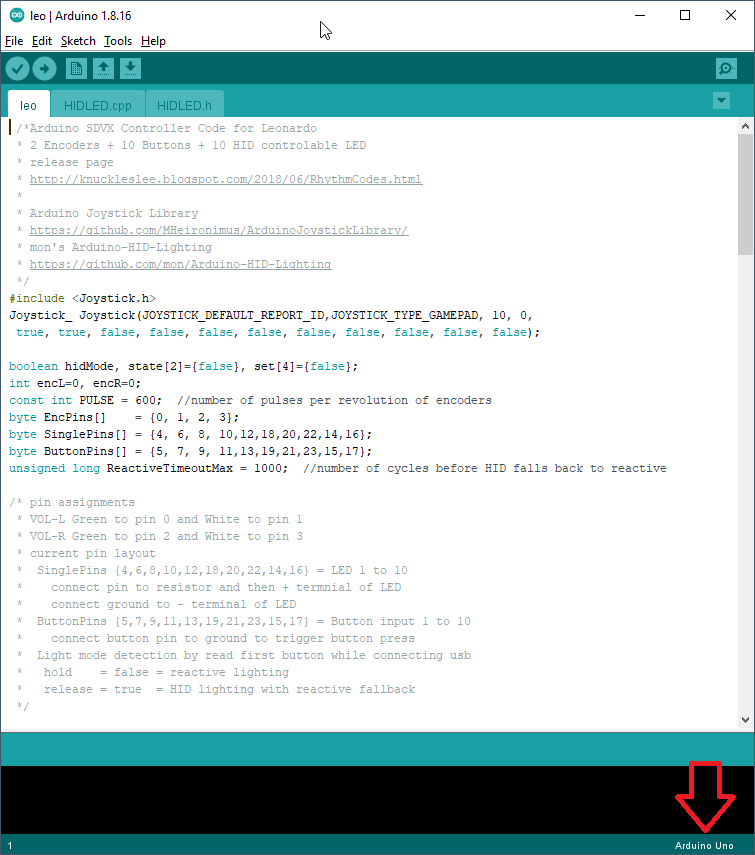 leo | Arduino 1.8.16
File Edit Sketch Tools Help
leo HIDLED.cpp HIDLED.h
/*Arduino SDVX Controller Code for Leonardo
 * 2 Encoders + 10 Buttons + 10 HID controlable LED
 * release page
 * http://knuckleslee.blogspot.com/2018/06/RhythmCodes.html
 *
 * Arduino Joystick Library
 * https://github.com/MHeironimus/ArduinoJoystickLibrary/
 * mon's Arduino-HID-Lighting
 * https://github.com/mon/Arduino-HID-Lighting
 */
#include <Joystick.h>
Joystick_ Joystick(JOYSTICK_DEFAULT_REPORT_ID,JOYSTICK_TYPE_GAMEPAD, 10, 0,
 true, true, false, false, false, false, false, false, false, false, false);
boolean hidMode, state[2]={false}, set[4]={false};
int encL=0, encR=0;
const int PULSE = 600;  //number of pulses per revolution of encoders
byte EncPins[]    = {0, 1, 2, 3};
byte SinglePins[] = {4, 6, 8, 10,12,18,20,22,14,16};
byte ButtonPins[] = {5, 7, 9, 11,13,19,21,23,15,17};
unsigned long ReactiveTimeoutMax = 1000;  //number of cycles before HID falls back to reactive
/* pin assignments
 * VOL-L Green to pin 0 and White to pin 1
 * VOL-R Green to pin 2 and White to pin 3
 * current pin layout
 *  SinglePins {4,6,8,10,12,18,20,22,14,16} = LED 1 to 10
 *    connect pin to resistor and then + termnial of LED
 *    connect ground to - terminal of LED
 *  ButtonPins {5,7,9,11,13,19,21,23,15,17} = Button input 1 to 10
 *    connect button pin to ground to trigger button press
 *  Light mode detection by read first button while connecting usb
 *   hold    = false = reactive lighting
 *   release = true  = HID lighting with reactive fallback
 */
1 Arduino Uno